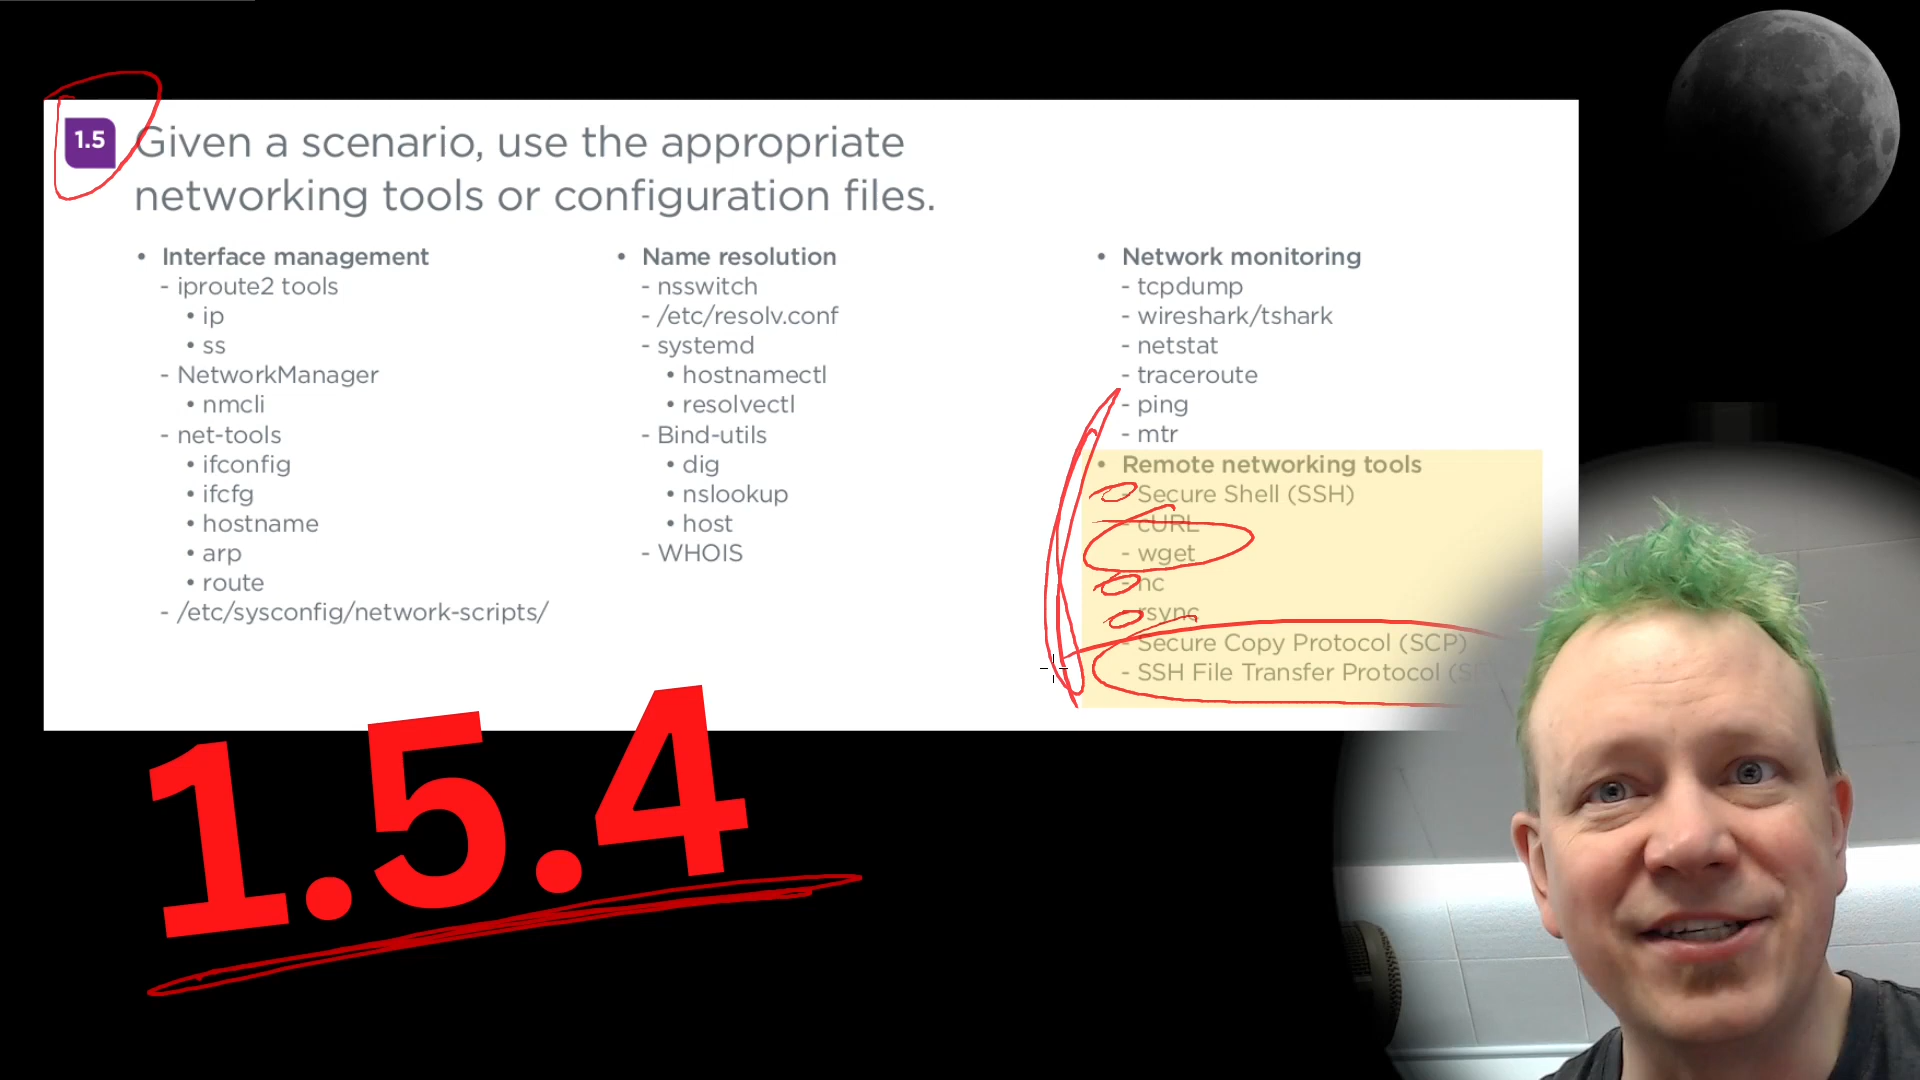 1.5
Given a scenario, use the appropriate
networking tools or configuration files.
• Interface management
- iproute2 tools
• ip
• ss
- NetworkManager
• nmcli
- net-tools
• ifconfig
• ifcfg
• hostname
• arp
• route
- /etc/sysconfig/network-scripts/
• Name resolution
- nsswitch
- /etc/resolv.conf
- systemd
• hostnamectl
• resolvectl
- Bind-utils
• dig
• nslookup
• host
- WHOIS
• Network monitoring
- tcpdump
- wireshark/tshark
- netstat
- traceroute
- ping
- mtr
• Remote networking tools
- Secure Shell (SSH)
- cURL
- wget
- nc
- rsync
- Secure Copy Protocol (SCP)
- SSH File Transfer Protocol (S
1.5.4